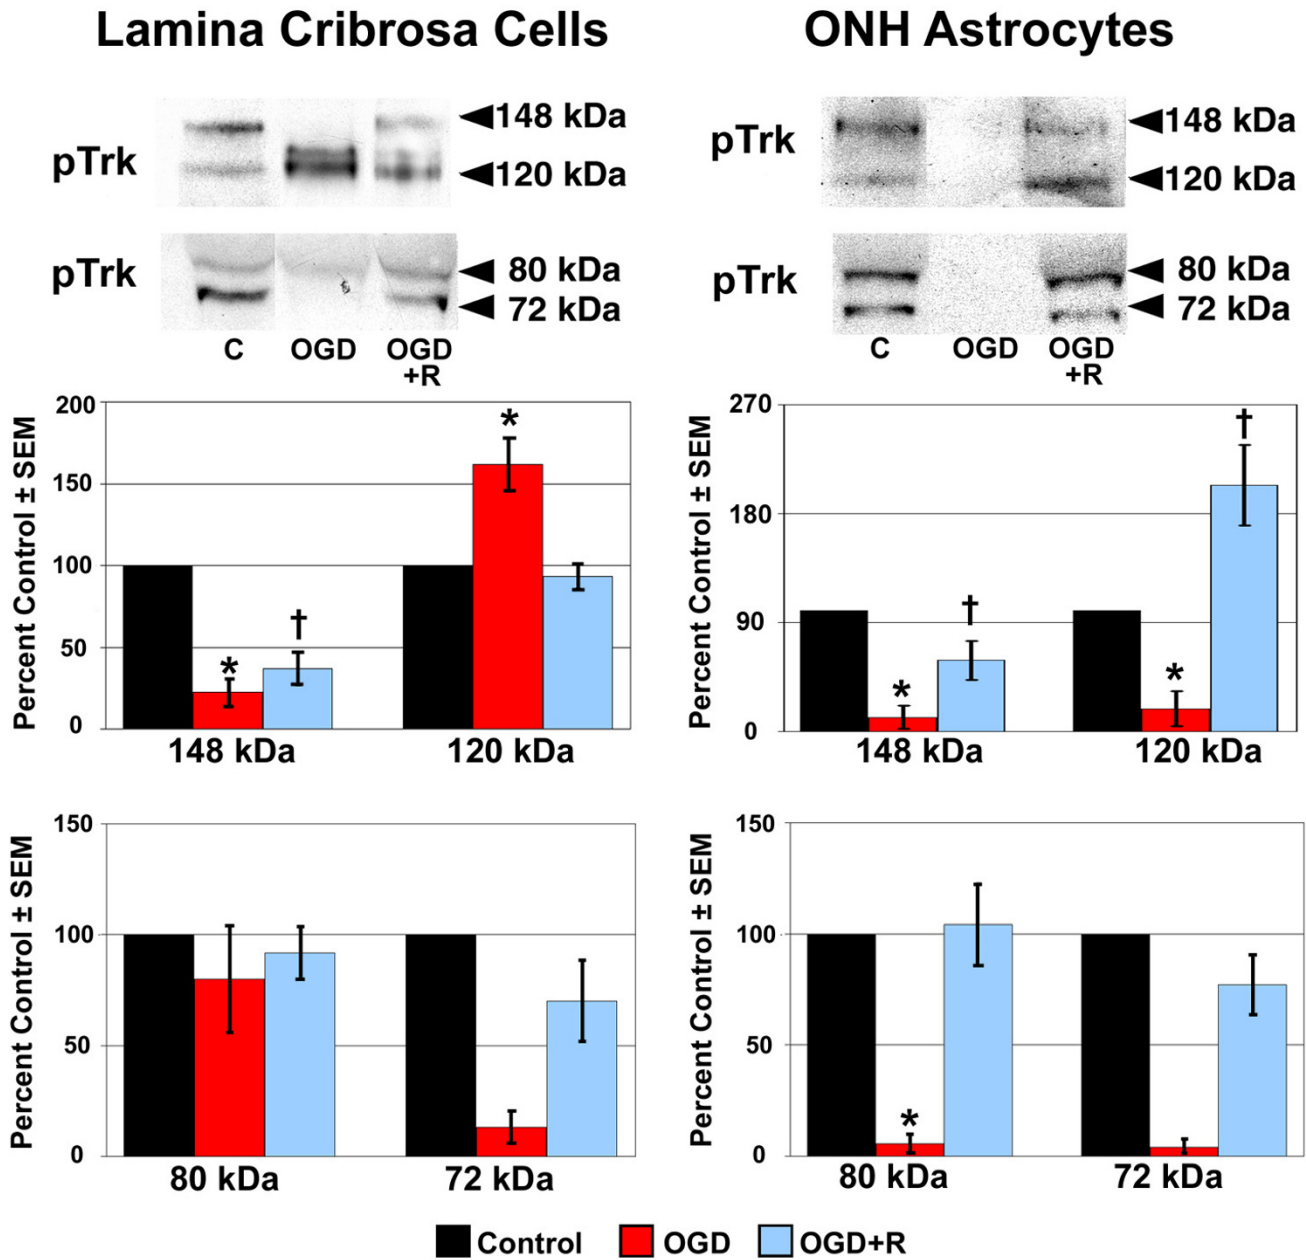 Lamina Cribrosa Cells
ONH Astrocytes
pTrk
148 kDa
120 kDa
pTrk
80 kDa
72 kDa
C OGD OGD
+R
pTrk
148 kDa
120 kDa
pTrk
80 kDa
72 kDa
C OGD OGD
+R
Percent Control ± SEM
200
150
100
50
0
*
†
*
148 kDa
120 kDa
Percent Control ± SEM
270
180
90
0
*
†
*
†
148 kDa
120 kDa
Percent Control ± SEM
150
100
50
0
80 kDa
72 kDa
Percent Control ± SEM
150
100
50
0
*
80 kDa
72 kDa
Control OGD OGD+R